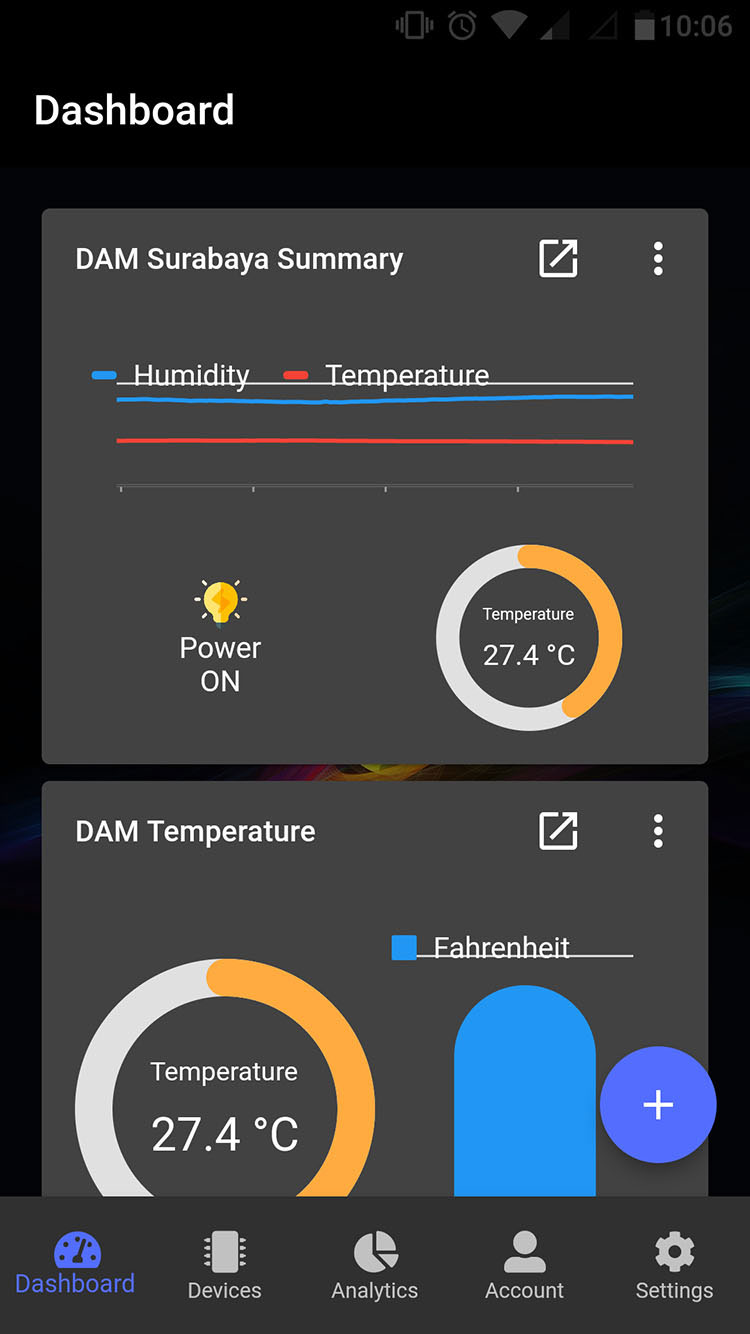 10:06
Dashboard
DAM Surabaya Summary
Humidity Temperature
Power
ON
Temperature
27.4 °C
DAM Temperature
Fahrenheit
Temperature
27.4 °C
+
Dashboard Devices Analytics Account Settings